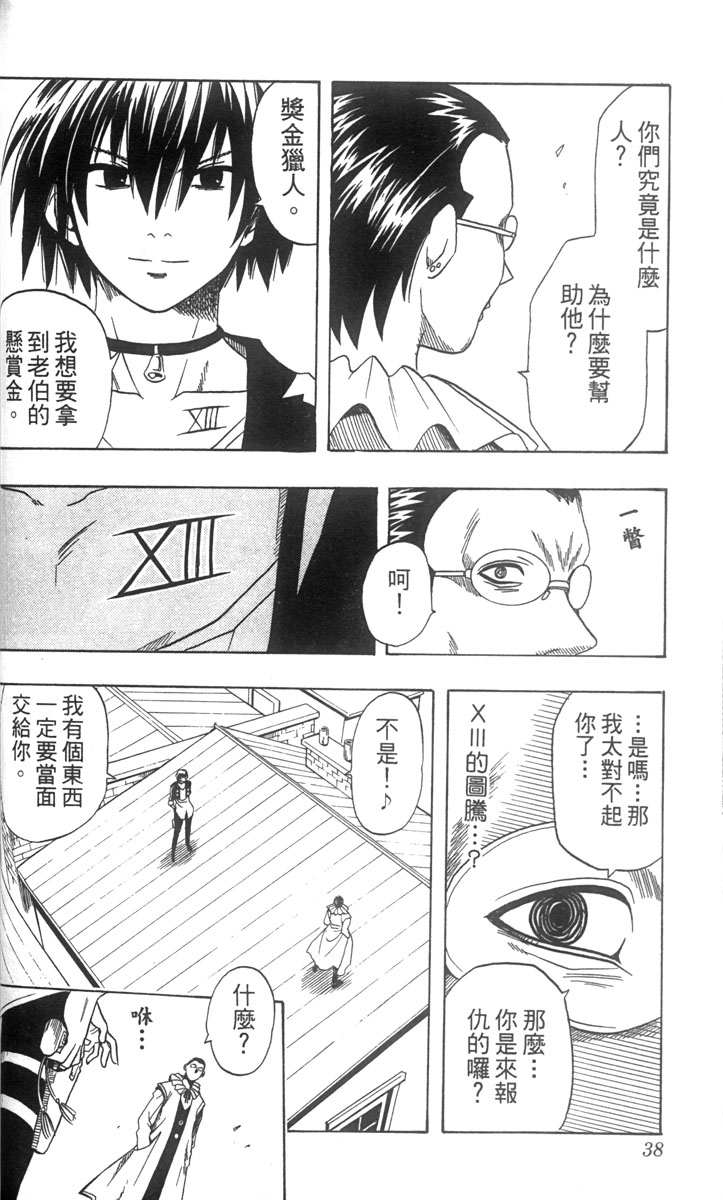 你們究竟是什麼
人？
為什麼要幫
助他？
獎金獵人。
我想要拿
到老伯的
懸賞金。
XIII
一瞥
呵！
XIII
…是嗎…那
我太對不起
你了…
XIII的圖騰…？
那麼…
你是來報
仇的囉？
不是！♪
我有個東西
一定要當面
交給你。
什麼？
咻…
38